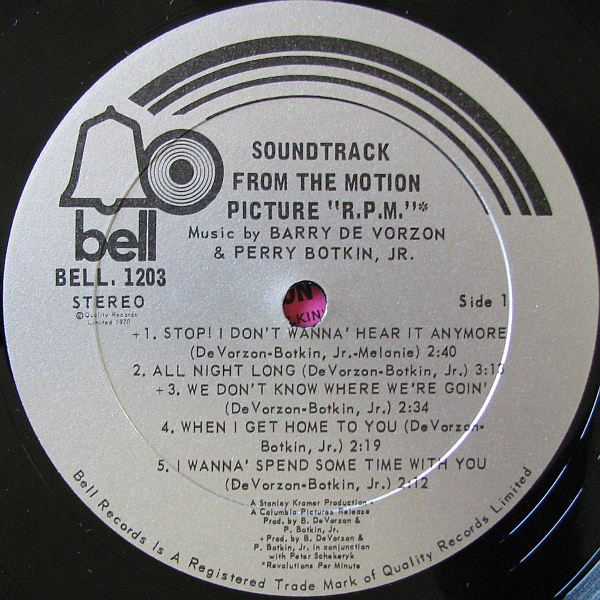 bell
BELL. 1203
STEREO
©Quality Records
Limited 1970
SOUNDTRACK
FROM THE MOTION
PICTURE "R.P.M."*
Music by BARRY DE VORZON
& PERRY BOTKIN, JR.
Side 1
+1. STOP! I DON'T WANNA' HEAR IT ANYMORE
(DeVorzon-Botkin, Jr.-Melanie) 2:40
2. ALL NIGHT LONG (DeVorzon-Botkin, Jr.)
+3. WE DON'T KNOW WHERE WE'RE GOIN'
(DeVorzon-Botkin, Jr.) 2:34
4. WHEN I GET HOME TO YOU (DeVorzon-
Botkin, Jr.) 2:19
5. I WANNA' SPEND SOME TIME WITH YOU
(DeVorzon-Botkin, Jr.) 2:12
A Stanley Kramer Production -
A Columbia Pictures Release
Prod. by B. DeVorzon &
P. Botkin, Jr.
+Prod. by B. DeVorzon &
P. Botkin, Jr. in conjunction
with Peter Schekeryk
*Revolutions Per Minute
Bell Records Is A Registered Trade Mark of Quality Records Limited